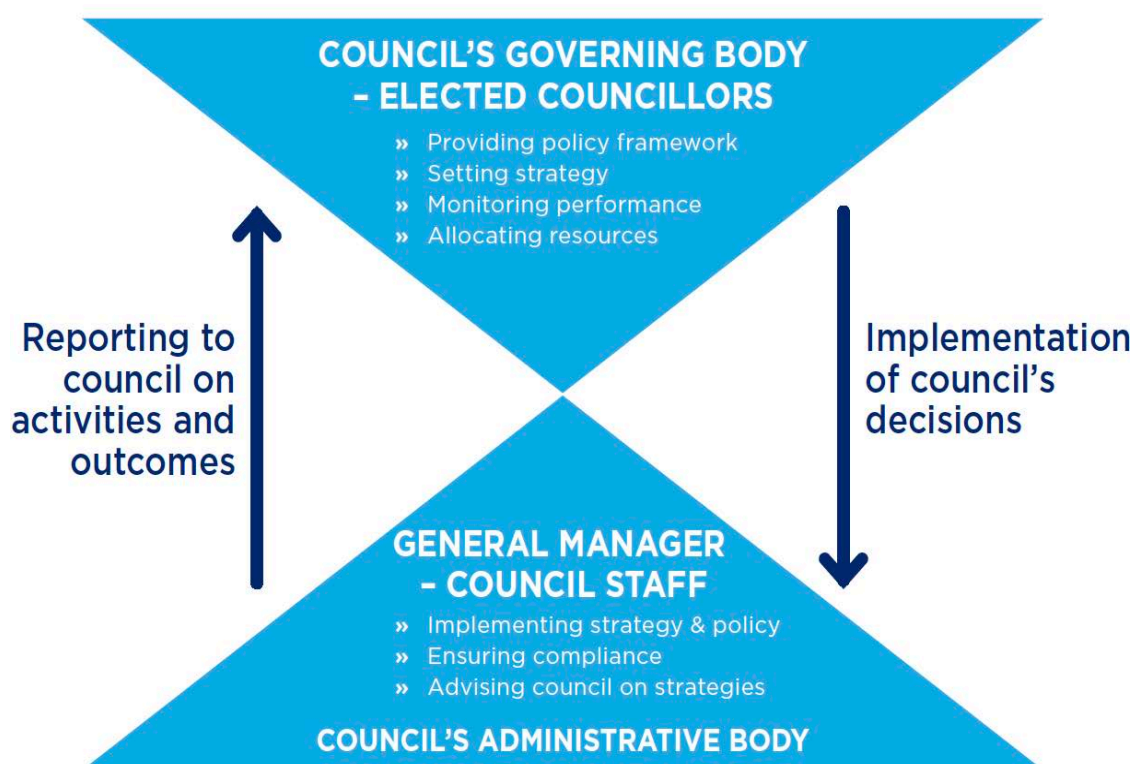 COUNCIL’S GOVERNING BODY
– ELECTED COUNCILLORS
» Providing policy framework
» Setting strategy
» Monitoring performance
» Allocating resources
Reporting to
council on
activities and
outcomes
Implementation
of council’s
decisions
GENERAL MANAGER
– COUNCIL STAFF
» Implementing strategy & policy
» Ensuring compliance
» Advising council on strategies
COUNCIL’S ADMINISTRATIVE BODY